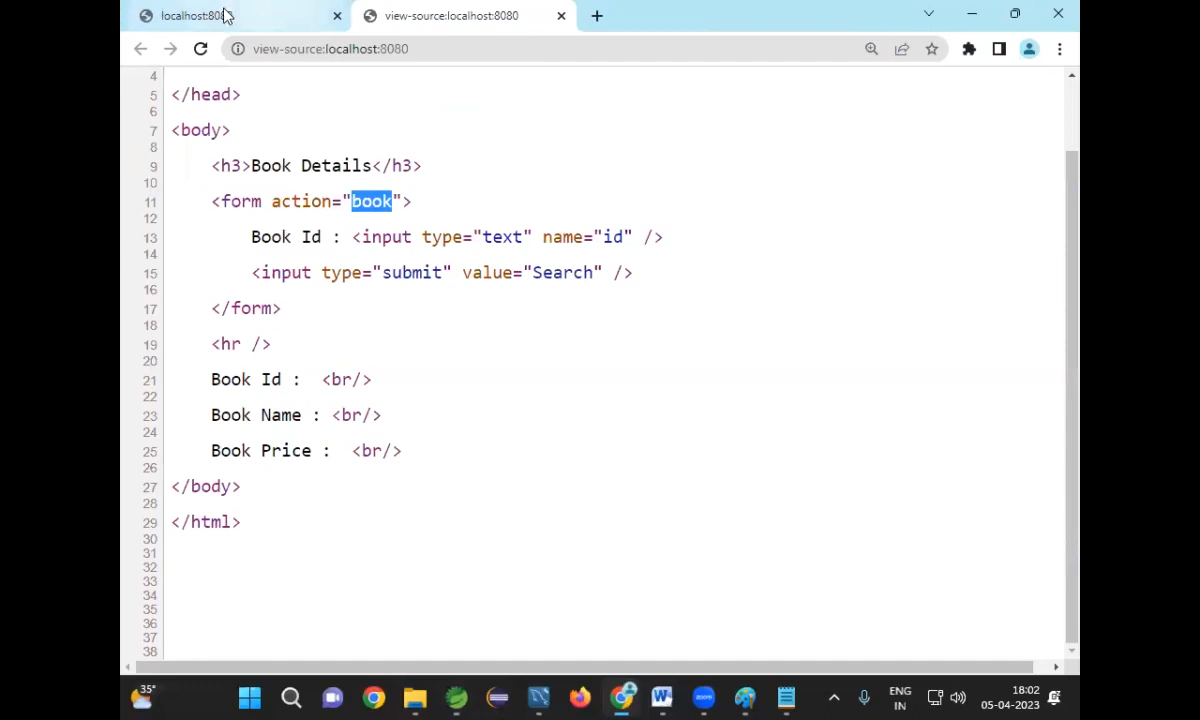 localhost:808
view-source:localhost:8080
view-source:localhost:8080
4
5 </head>
6
7 <body>
8
9 <h3>Book Details</h3>
10
11 <form action="book">
12
13 Book Id : <input type="text" name="id" />
14
15 <input type="submit" value="Search" />
16
17 </form>
18
19 <hr />
20
21 Book Id : <br/>
22
23 Book Name : <br/>
24
25 Book Price : <br/>
26
27 </body>
28
29 </html>
30
31
32
33
34
35
36
37
38
35°
zoom
ENG
IN
18:02
05-04-2023